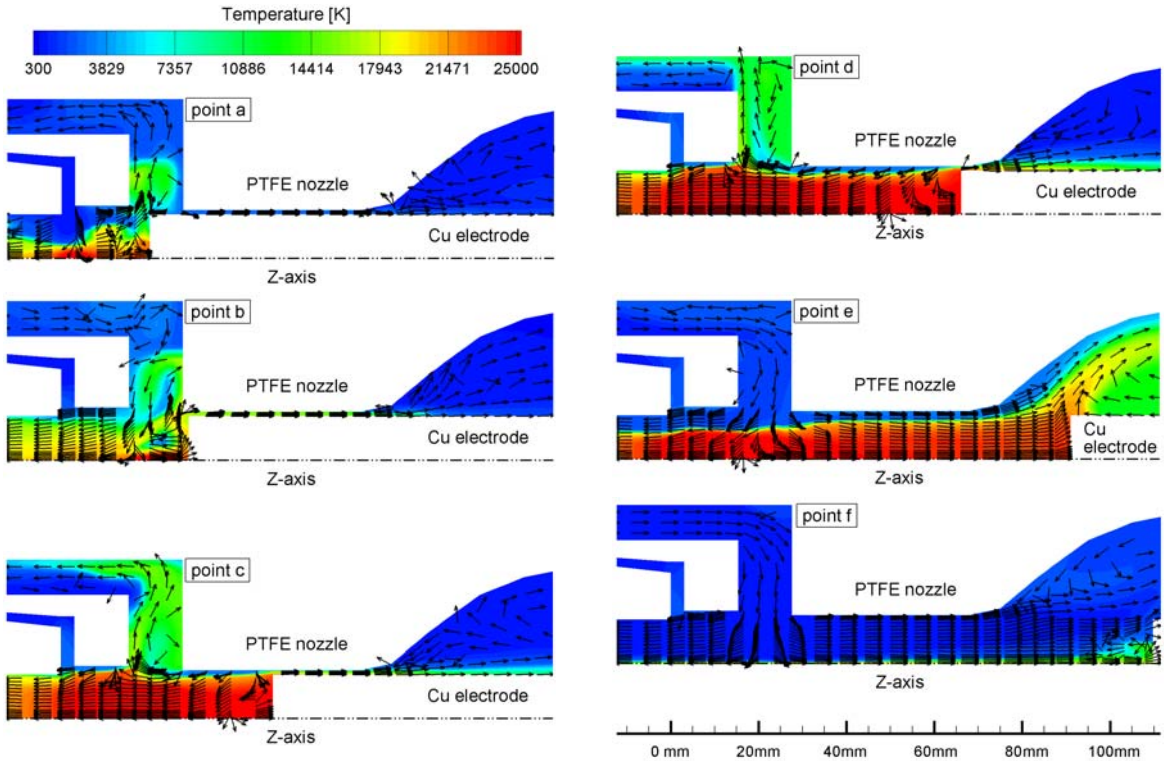 Temperature [K]
300 3829 7357 10886 14414 17943 21471 25000
point a
PTFE nozzle
Cu electrode
Z-axis
point b
PTFE nozzle
Cu electrode
Z-axis
point c
PTFE nozzle
Cu electrode
Z-axis
point d
PTFE nozzle
Cu electrode
Z-axis
point e
PTFE nozzle
Cu
electrode
Z-axis
point f
PTFE nozzle
Z-axis
0 mm 20mm 40mm 60mm 80mm 100mm